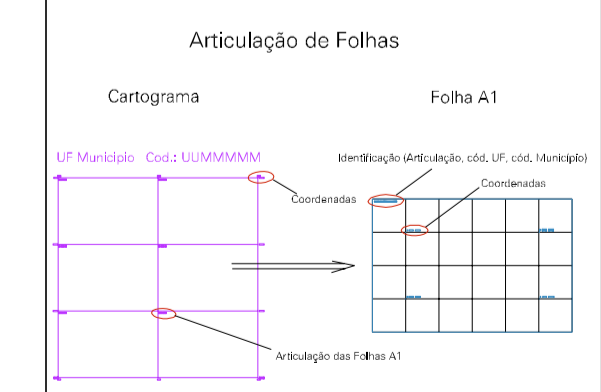 Articulação de Folhas
Cartograma
Folha A1
UF Municipio Cod.: UUMMMMM
Identificação (Articulação, cód. UF, cód. Município)
Coordenadas
Coordenadas
Articulação das Folhas A1